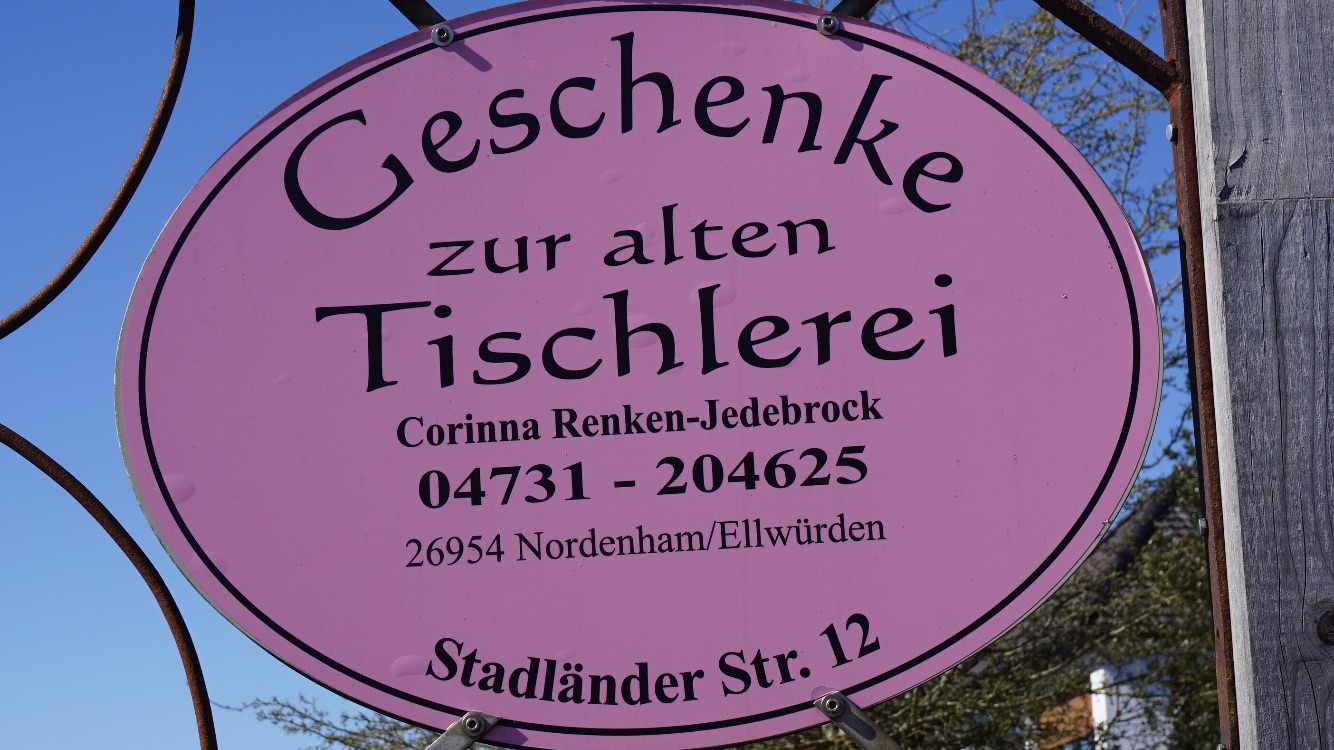 Geschenke
zur alten
Tischlerei
Corinna Renken-Jedebrock
04731 - 204625
26954 Nordenham/Ellwürden
Stadländer Str. 12